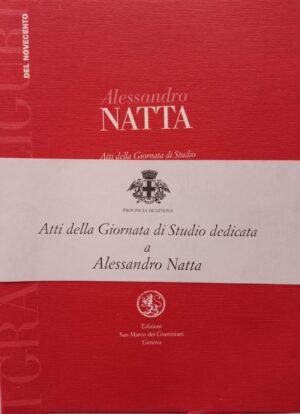 DEL NOVECENTO
Alessandro
NATTA
Atti della Giornata di Studio
PROVINCIA DI GENOVA
Atti della Giornata di Studio dedicata
a
Alessandro Natta
Edizioni
San Marco dei Giustiniani
Genova